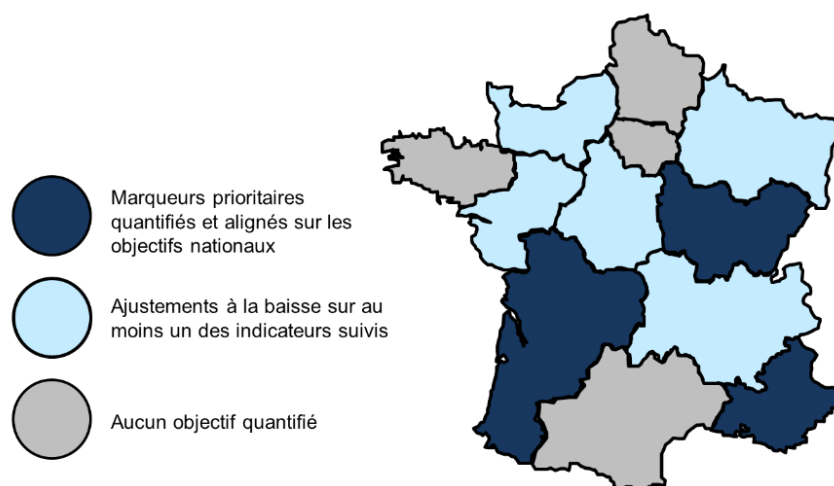 Marqueurs prioritaires
quantifiés et alignés sur les
objectifs nationaux
Ajustements à la baisse sur au
moins un des indicateurs suivis
Aucun objectif quantifié